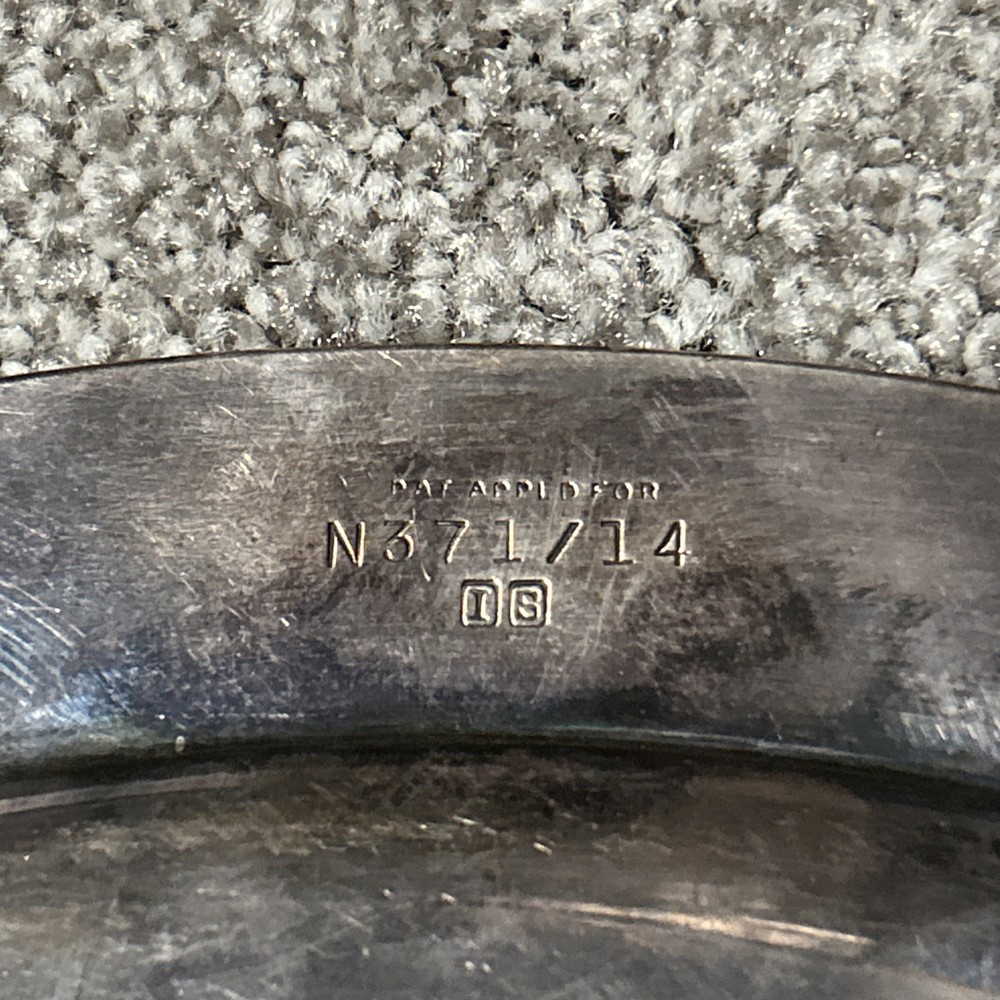 PAT APPLD FOR
N371/14
IS